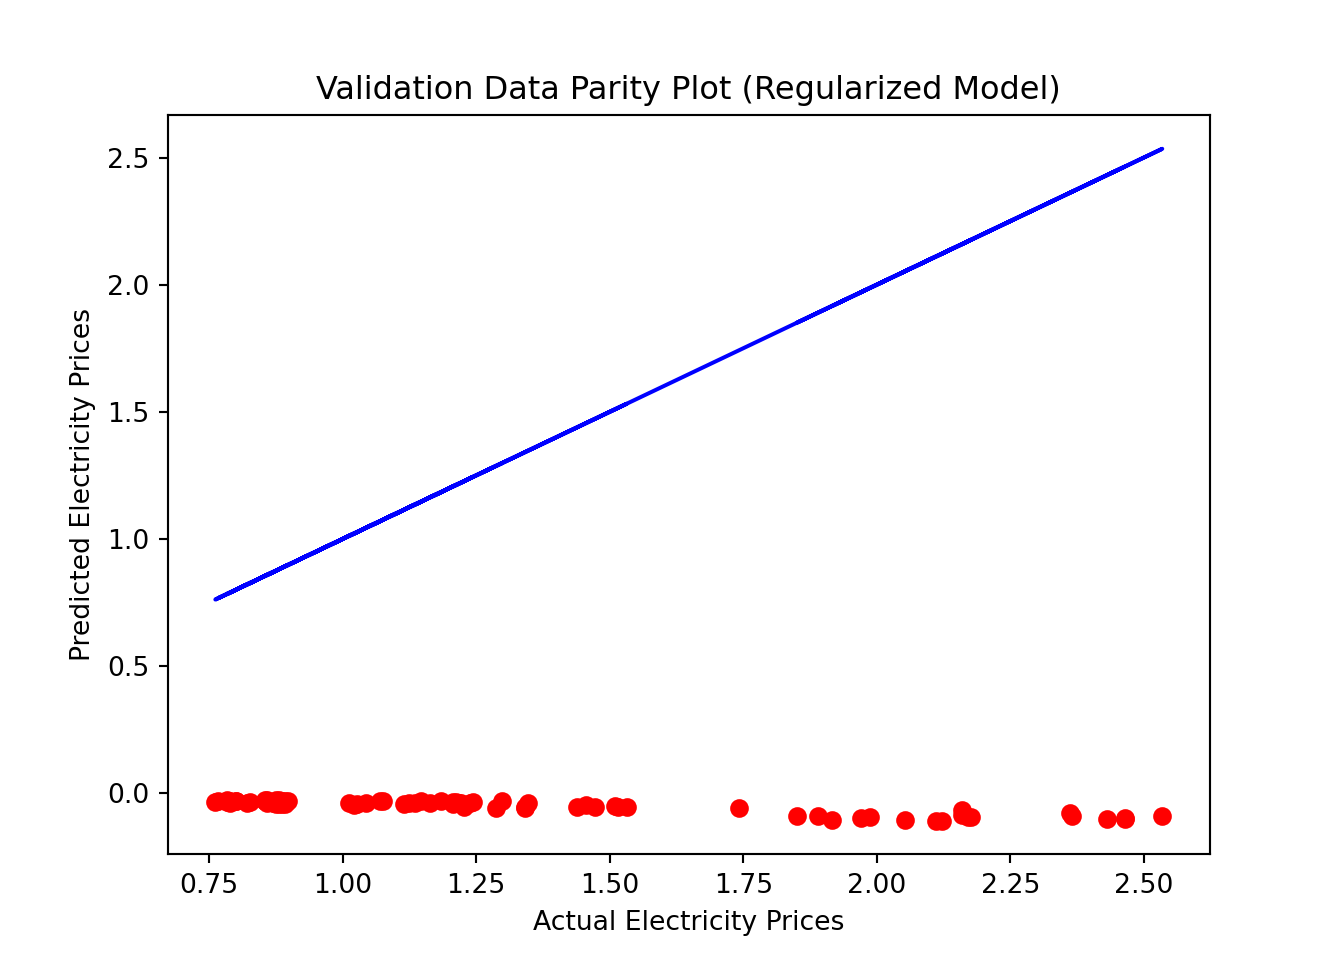 Validation Data Parity Plot (Regularized Model)
2.5
2.0
1.5
1.0
0.5
0.0
Predicted Electricity Prices
0.75 1.00 1.25 1.50 1.75 2.00 2.25 2.50
Actual Electricity Prices